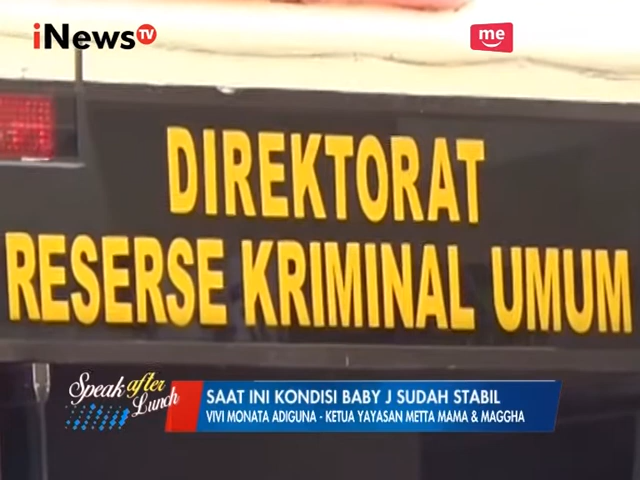 iNews TV
me
DIREKTORAT
RESERSE KRIMINAL UMUM
Speak after Lunch
SAAT INI KONDISI BABY J SUDAH STABIL
VIVI MONATA ADIGUNA - KETUA YAYASAN METTA MAMA & MAGGHA